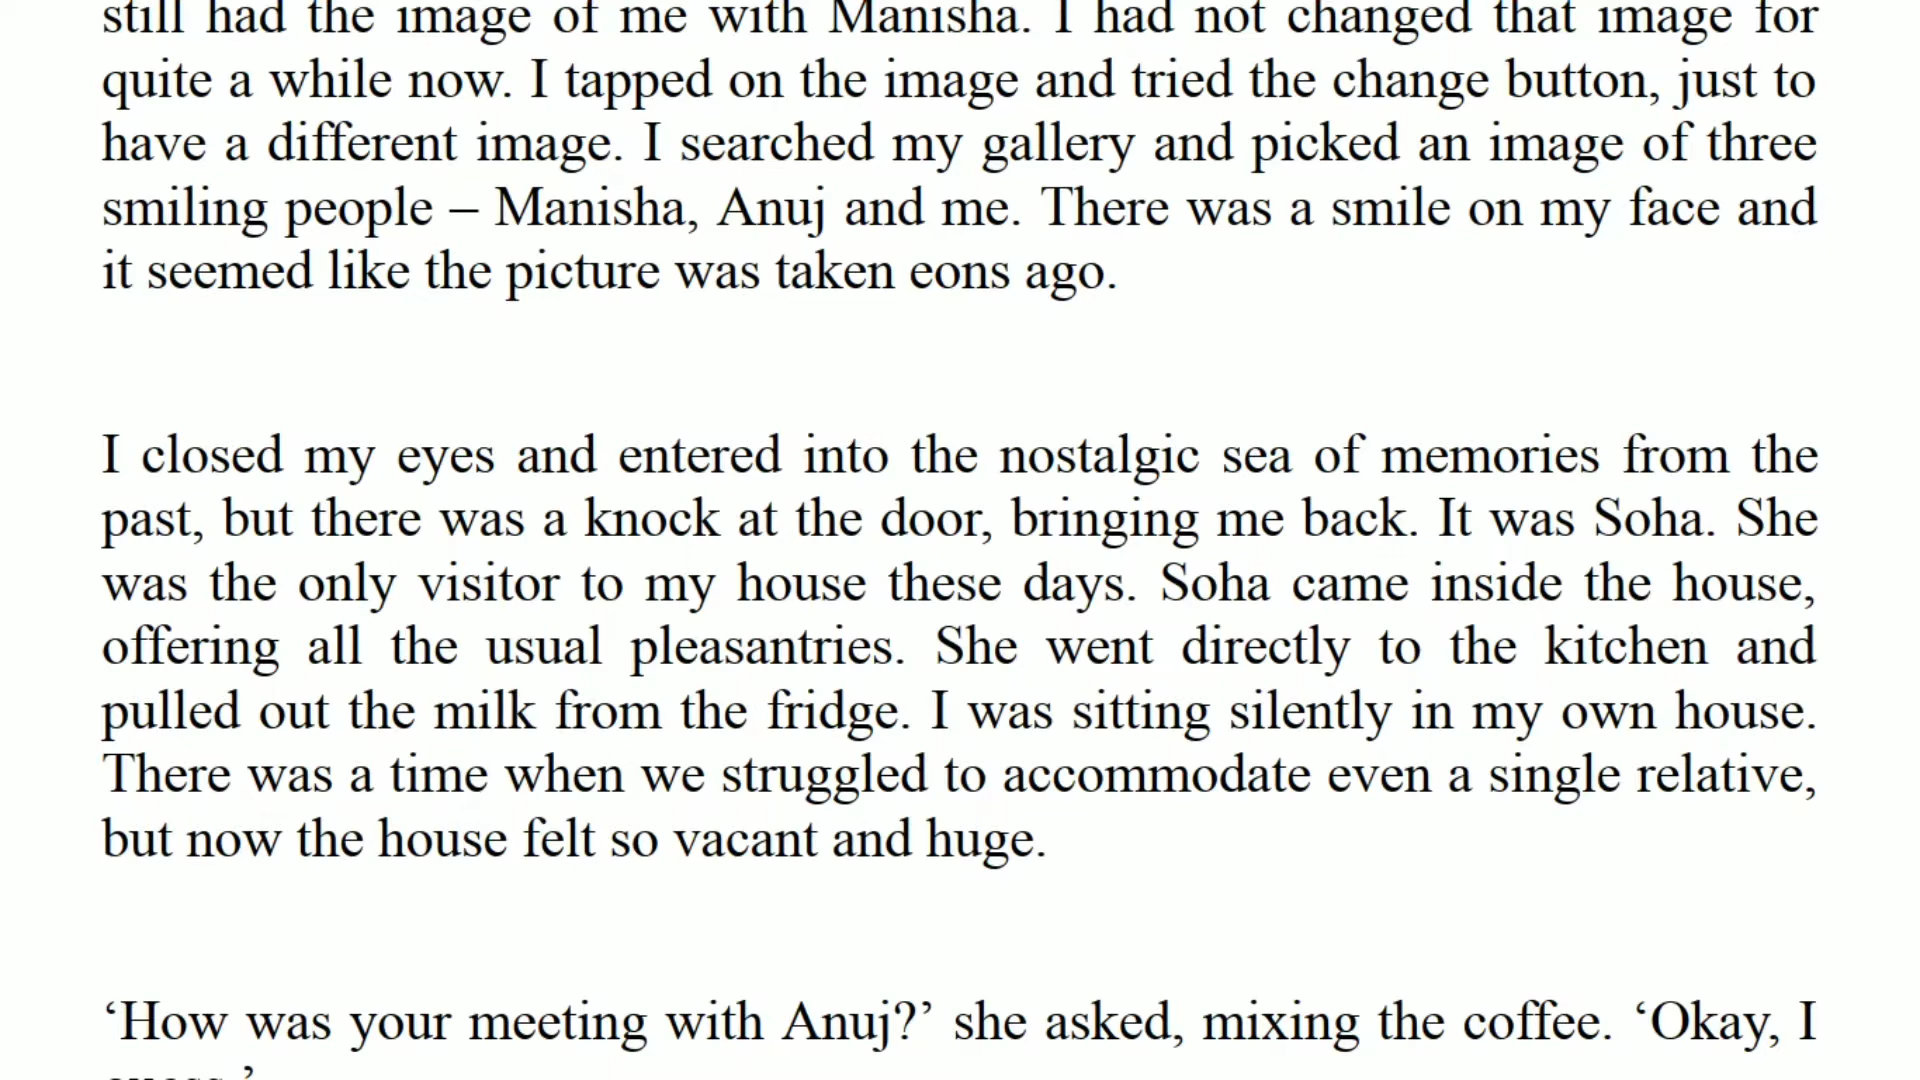 still had the image of me with Manisha. I had not changed that image for
quite a while now. I tapped on the image and tried the change button, just to
have a different image. I searched my gallery and picked an image of three
smiling people – Manisha, Anuj and me. There was a smile on my face and
it seemed like the picture was taken eons ago.
I closed my eyes and entered into the nostalgic sea of memories from the
past, but there was a knock at the door, bringing me back. It was Soha. She
was the only visitor to my house these days. Soha came inside the house,
offering all the usual pleasantries. She went directly to the kitchen and
pulled out the milk from the fridge. I was sitting silently in my own house.
There was a time when we struggled to accommodate even a single relative,
but now the house felt so vacant and huge.
‘How was your meeting with Anuj?’ she asked, mixing the coffee. ‘Okay, I